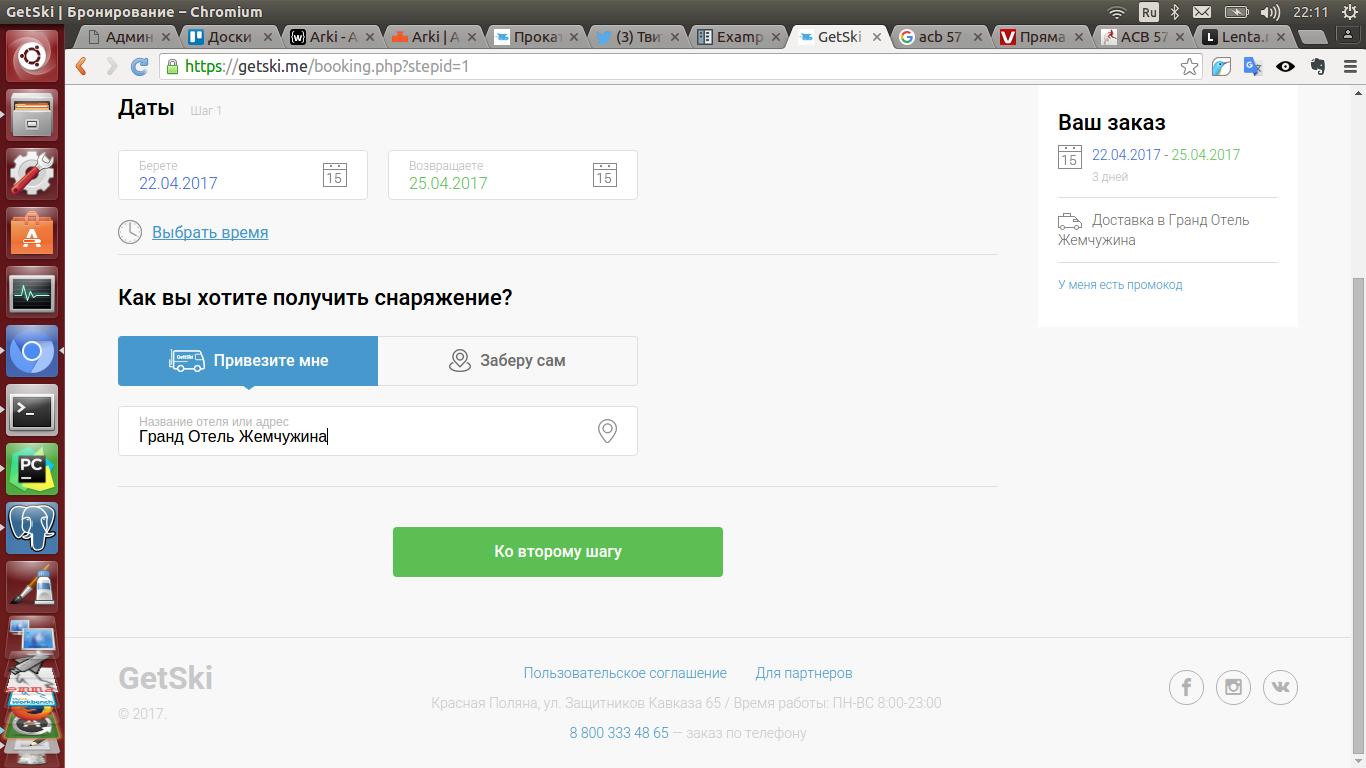 GetSki | Бронирование – Chromium
Ru
22:11
Админ
Доски
Arki - A
Arki | A
Прока
(3) Тви
Examp
GetSki
acb 57
Пряма
ACB 57
Lenta.r
https://getski.me/booking.php?stepid=1
Даты
Шаг 1
Берете
22.04.2017
15
Возвращаете
25.04.2017
15
Выбрать время
Как вы хотите получить снаряжение?
GetSki
Привезите мне
Заберу сам
Название отеля или адрес
Гранд Отель Жемчужина
Ко второму шагу
Ваш заказ
15
22.04.2017 - 25.04.2017
3 дней
Доставка в Гранд Отель
Жемчужина
У меня есть промокод
GetSki
© 2017.
Пользовательское соглашение
Для партнеров
Красная Поляна, ул. Защитников Кавказа 65 / Время работы: ПН-ВС 8:00-23:00
8 800 333 48 65 — заказ по телефону
PC
workbench